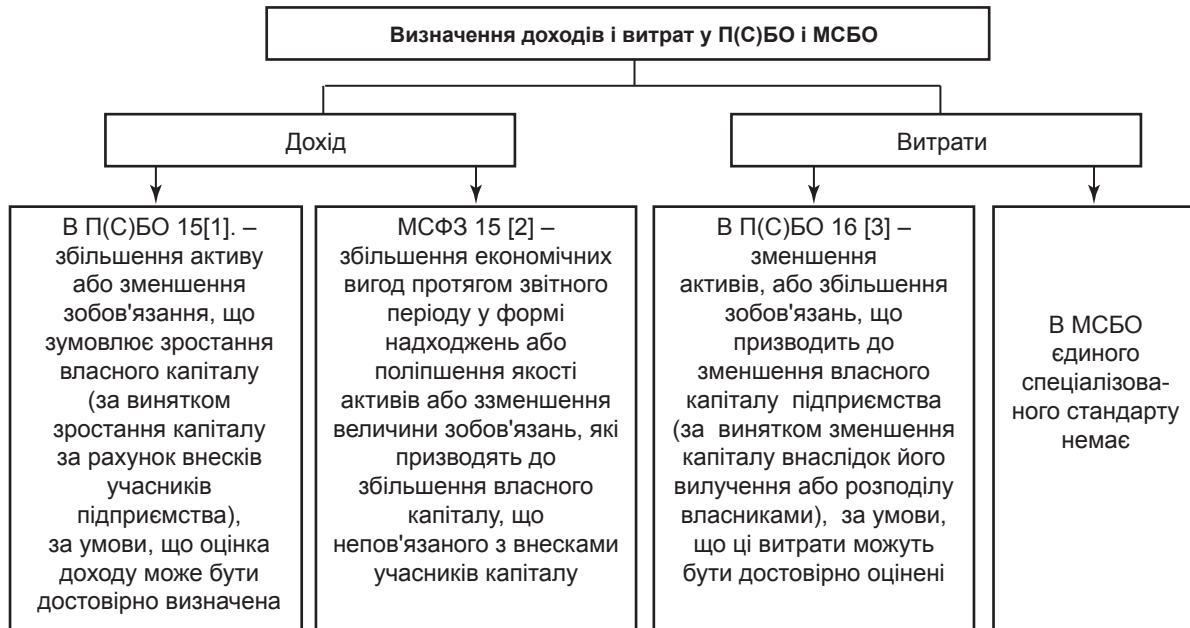 Визначення доходів і витрат у П(С)БО і МСБО
Дохід
Витрати
В П(С)БО 15[1]. –
збільшення активу
або зменшення
зобов'язання, що
зумовлює зростання
власного капіталу
(за винятком
зростання капіталу
за рахунок внесків
учасників
підприємства),
за умови, що оцінка
доходу може бути
достовірно визначена
МСФЗ 15 [2] –
збільшення економічних
вигод протягом звітного
періоду у формі
надходжень або
поліпшення якості
активів або ззменшення
величини зобов'язань, які
призводять до
збільшення власного
капіталу, що
непов'язаного з внесками
учасників капіталу
В П(С)БО 16 [3] –
зменшення
активів, або збільшення
зобов'язань, що
призводить до
зменшення власного
капіталу підприємства
(за винятком зменшення
капіталу внаслідок його
вилучення або розподілу
власниками), за умови,
що ці витрати можуть
бути достовірно оцінені
В МСБО
єдиного
спеціалізова-
ного стандарту
немає